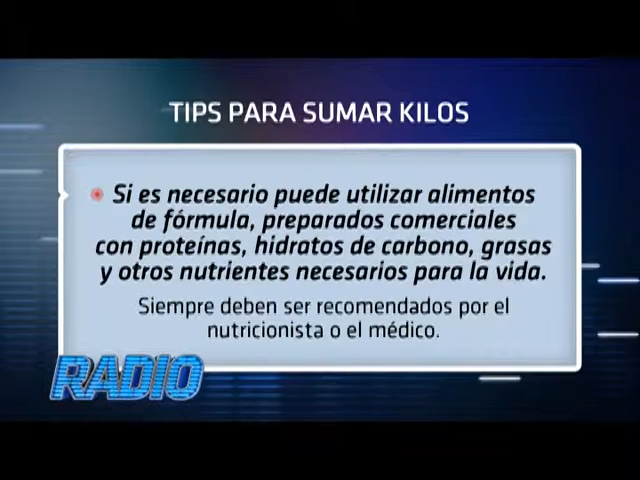 TIPS PARA SUMAR KILOS
Si es necesario puede utilizar alimentos
de fórmula, preparados comerciales
con proteínas, hidratos de carbono, grasas
y otros nutrientes necesarios para la vida.
Siempre deben ser recomendados por el
nutricionista o el médico.
RADIO